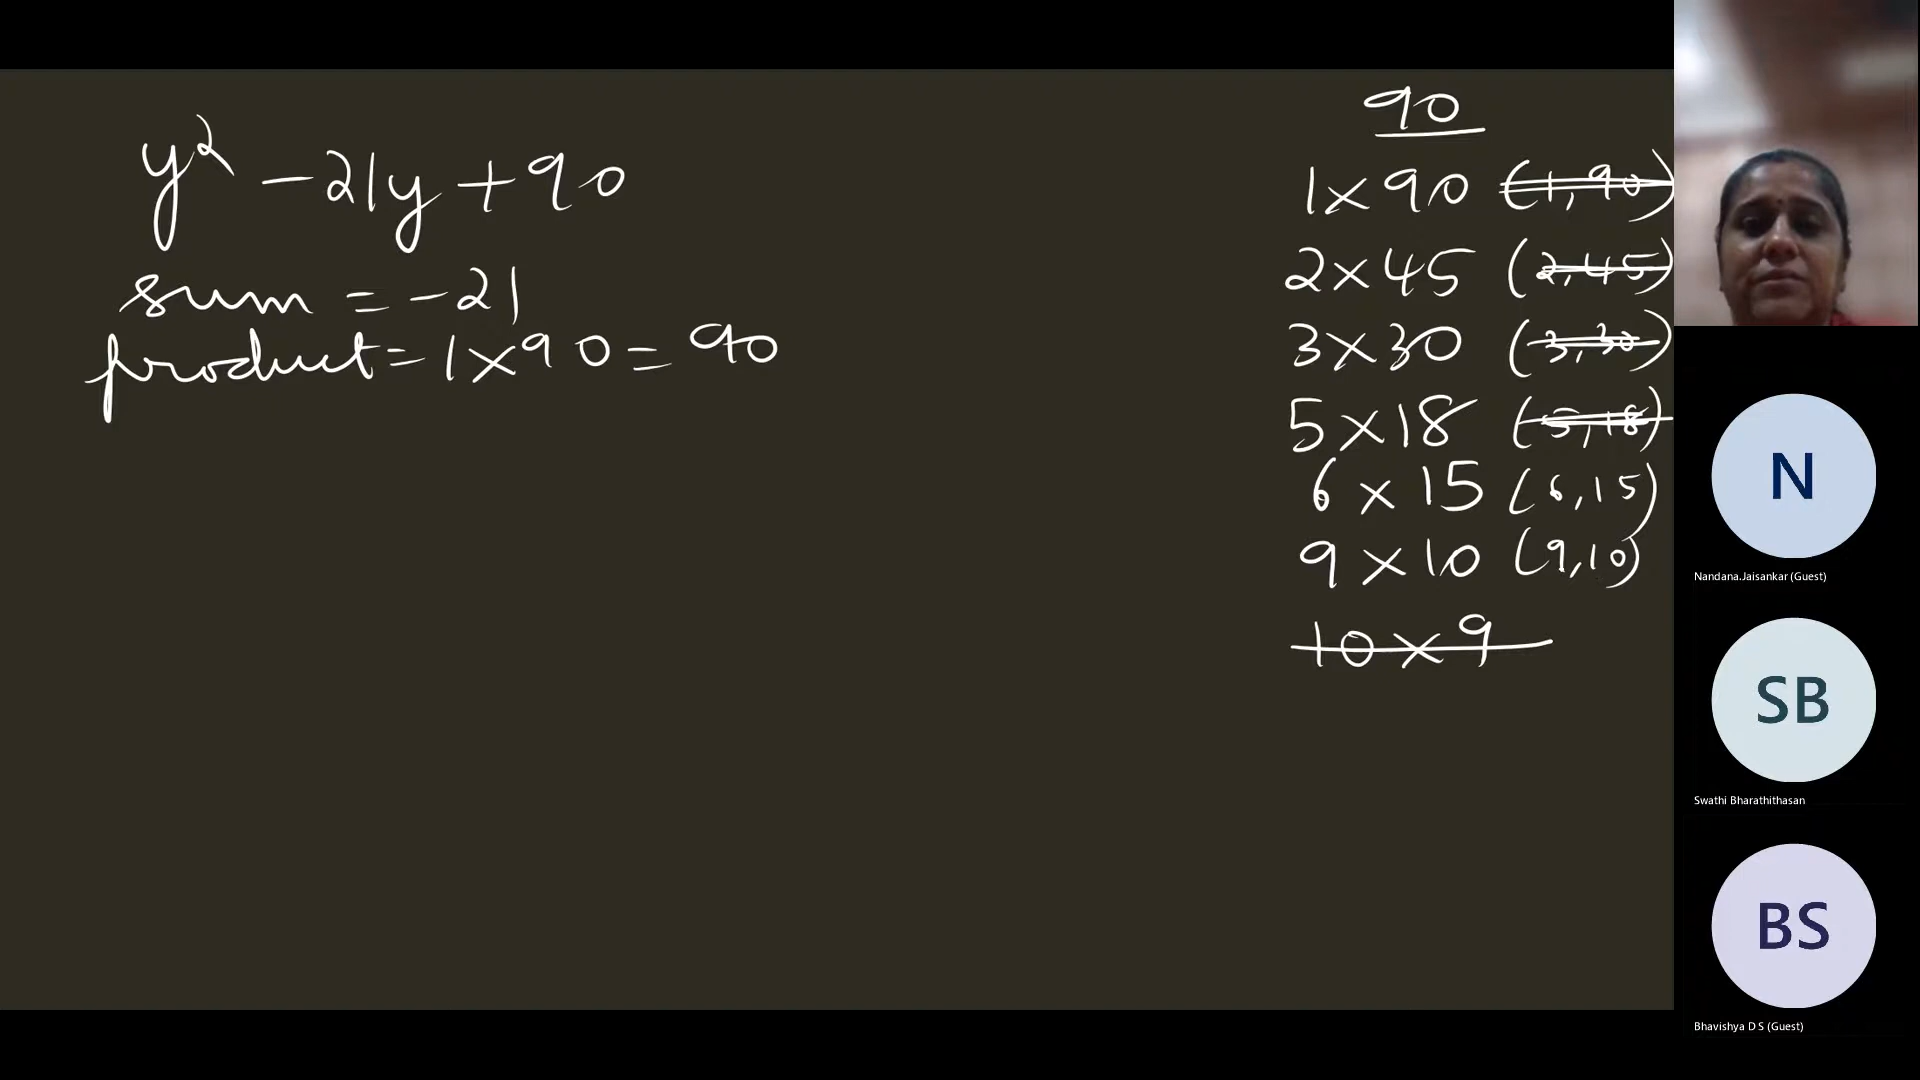 y² - 21y + 90
sum = -21
product = 1 × 90 = 90
90
1 × 90 (1, 90)
2 × 45 (2, 45)
3 × 30 (3, 30)
5 × 18 (5, 18)
6 × 15 (6, 15)
9 × 10 (9, 10)
10 × 9
N
Nandana.Jaisankar (Guest)
SB
Swathi Bharathithasan
BS
Bhavishya D S (Guest)